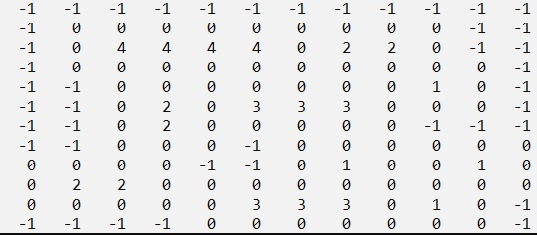 -1 -1 -1 -1 -1 -1 -1 -1 -1 -1 -1 -1
-1 0 0 0 0 0 0 0 0 0 -1 -1
-1 0 4 4 4 4 0 2 2 0 -1 -1
-1 0 0 0 0 0 0 0 0 0 0 -1
-1 -1 0 0 0 0 0 0 0 1 0 -1
-1 -1 0 2 0 3 3 3 0 0 0 -1
-1 -1 0 2 0 0 0 0 0 -1 -1 -1
-1 -1 0 0 0 -1 0 0 0 0 0 0
0 0 0 0 -1 -1 0 1 0 0 1 0
0 2 2 0 0 0 0 0 0 0 0 0
0 0 0 0 0 3 3 3 0 1 0 -1
-1 -1 -1 -1 0 0 0 0 0 0 0 -1